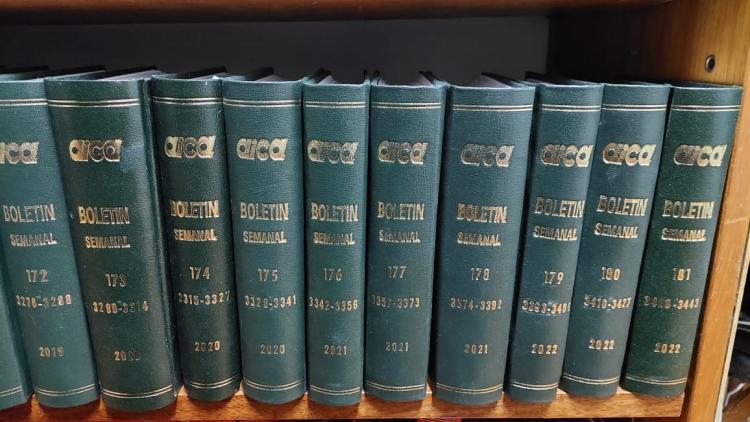 aica
BOLETIN
SEMANAL
172
2019
aica
BOLETIN
SEMANAL
173
aica
BOLETIN
SEMANAL
174
3315-3327
2020
aica
BOLETIN
SEMANAL
175
3328-3341
2020
aica
BOLETIN
SEMANAL
176
3342-3356
2021
aica
BOLETIN
SEMANAL
177
3357-3373
2021
aica
BOLETIN
SEMANAL
178
3374-3392
2021
aica
BOLETIN
SEMANAL
179
2022
aica
BOLETIN
SEMANAL
180
3410-3427
2022
aica
BOLETIN
SEMANAL
181
3428-3443
2022